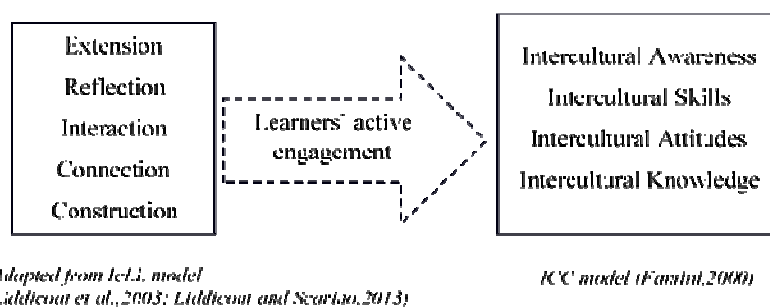 Extension
Reflection
Interaction
Connection
Construction
Learners' active
engagement
Intercultural Awareness
Intercultural Skills
Intercultural Attitudes
Intercultural Knowledge
Adapted from model
Liddicoat et al.,2003; Liddicoat and Scarino,2013)
ICC model (Fantini,2000)